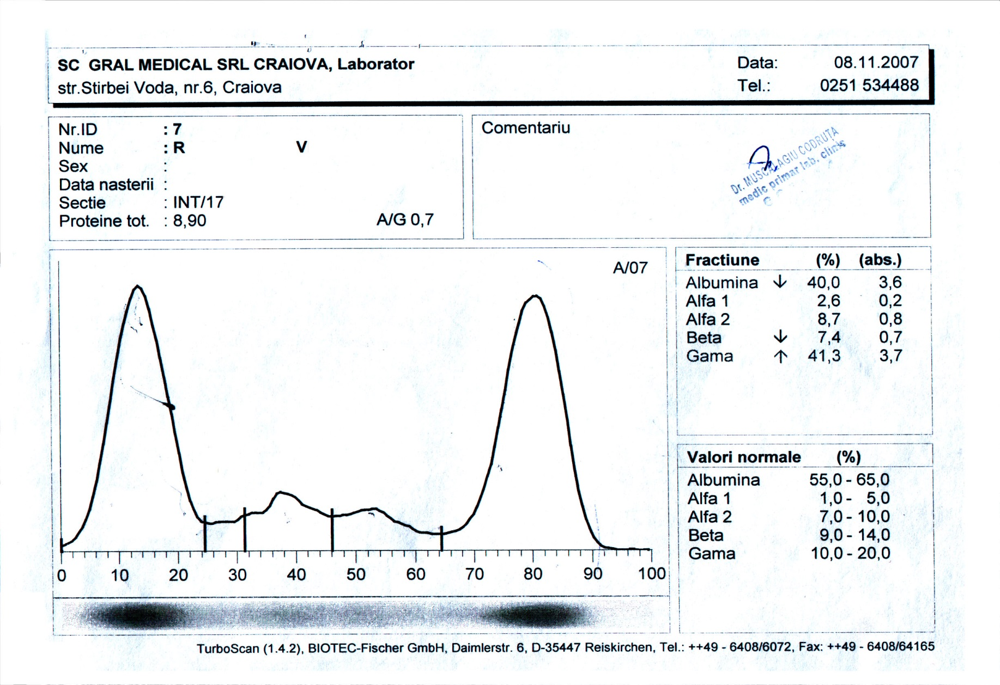 SC GRAL MEDICAL SRL CRAIOVA, Laborator
str.Stirbei Voda, nr.6, Craiova
Data: 08.11.2007
Tel.: 0251 534488
Nr.ID : 7
Nume : R V
Sex :
Data nasterii :
Sectie : INT/17
Proteine tot. : 8,90 A/G 0,7
Comentariu
Dr. MUSCALAGIU CODRUȚA
medic primar lab. clinic
A/07
0 10 20 30 40 50 60 70 80 90 100
Fractiune (%) (abs.)
Albumina ↓ 40,0 3,6
Alfa 1 2,6 0,2
Alfa 2 8,7 0,8
Beta ↓ 7,4 0,7
Gama ↑ 41,3 3,7
Valori normale (%)
Albumina 55,0 - 65,0
Alfa 1 1,0 - 5,0
Alfa 2 7,0 - 10,0
Beta 9,0 - 14,0
Gama 10,0 - 20,0
TurboScan (1.4.2), BIOTEC-Fischer GmbH, Daimlerstr. 6, D-35447 Reiskirchen, Tel.: ++49 - 6408/6072, Fax: ++49 - 6408/64165